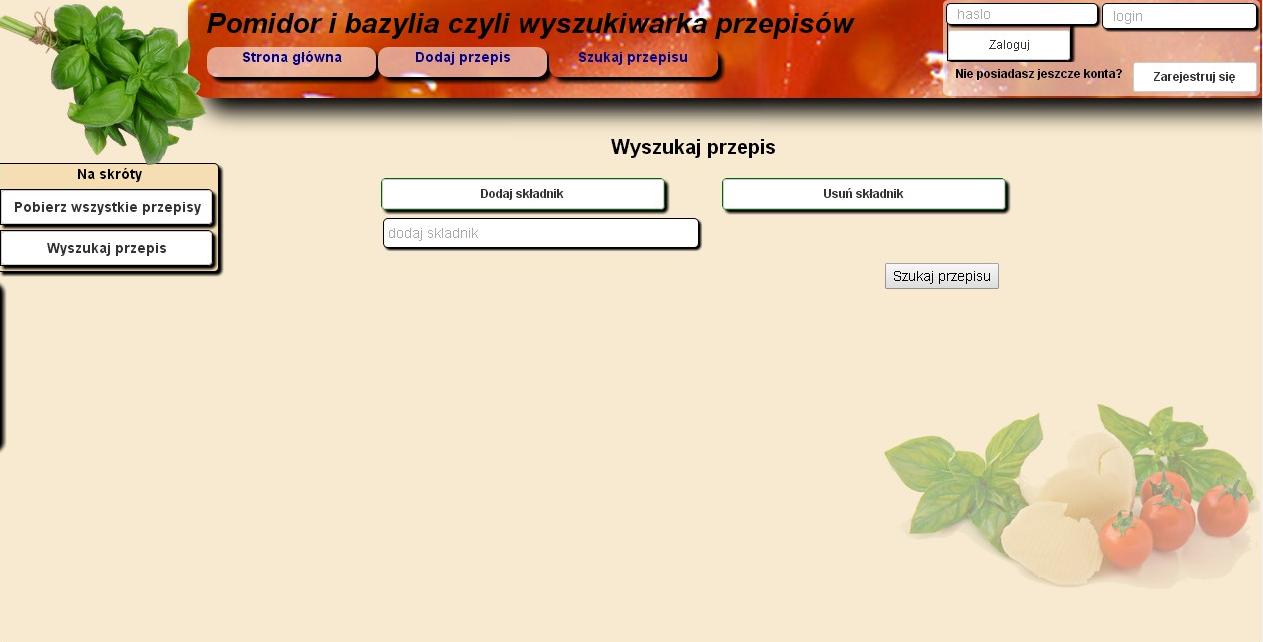 Pomidor i bazylia czyli wyszukiwarka przepisów
haslo
login
Strona główna
Dodaj przepis
Szukaj przepisu
Zaloguj
Nie posiadasz jeszcze konta?
Zarejestruj się
Wyszukaj przepis
Na skróty
Pobierz wszystkie przepisy
Wyszukaj przepis
Dodaj składnik
Usuń składnik
dodaj skladnik
Szukaj przepisu